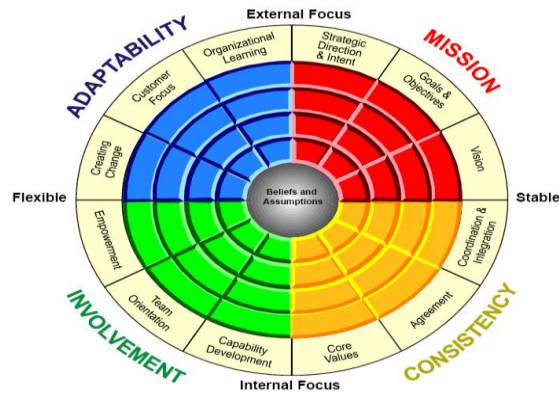 External Focus
ADAPTABILITY
MISSION
Organizational
Learning
Strategic
Direction
& Intent
Customer
Focus
Goals &
Objectives
Creating
Change
Vision
Flexible
Beliefs and
Assumptions
Stable
Empowerment
Coordination &
Integration
Team
Orientation
Agreement
Capability
Development
Core
Values
INVOLVEMENT
CONSISTENCY
Internal Focus